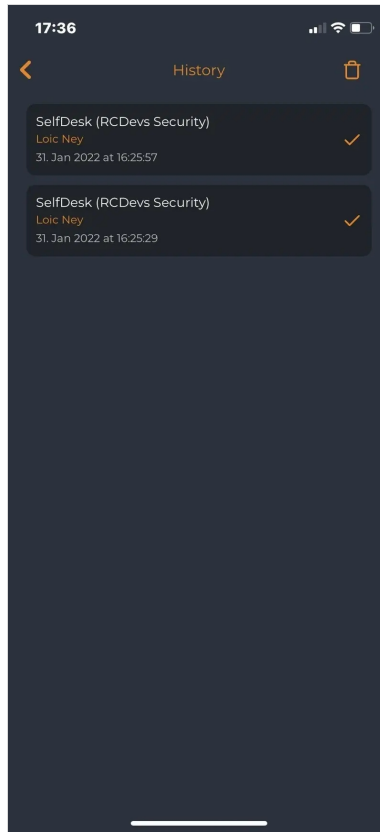 17:36
History
SelfDesk (RCDevs Security)
Loic Ney
31. Jan 2022 at 16:25:57
SelfDesk (RCDevs Security)
Loic Ney
31. Jan 2022 at 16:25:29